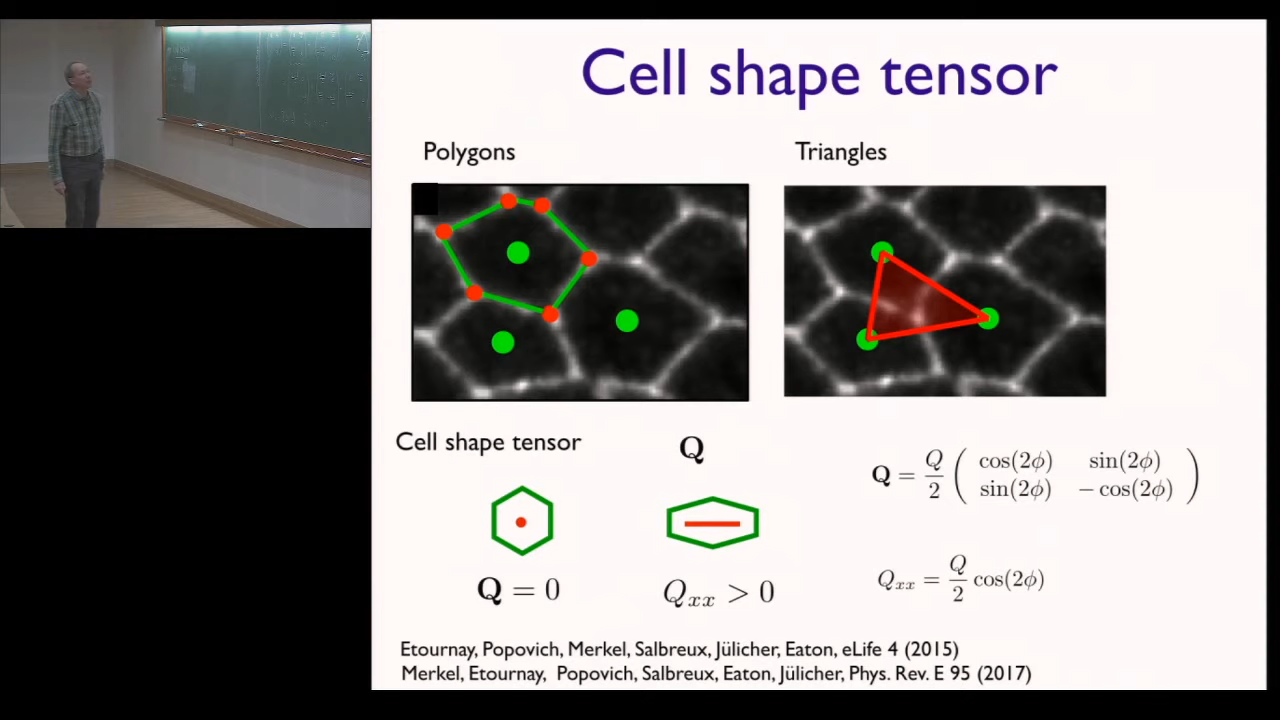 Cell shape tensor
Polygons
Triangles
Cell shape tensor
Q
Q = Q/2 ( cos(2ϕ) sin(2ϕ)
sin(2ϕ) − cos(2ϕ) )
Q = 0
Qxx > 0
Qxx = Q/2 cos(2ϕ)
Etournay, Popovich, Merkel, Salbreux, Jülicher, Eaton, eLife 4 (2015)
Merkel, Etournay, Popovich, Salbreux, Eaton, Jülicher, Phys. Rev. E 95 (2017)